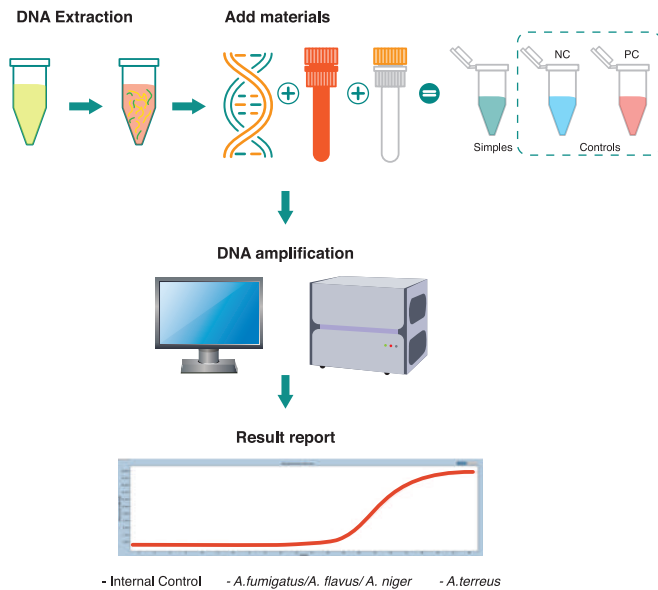 DNA Extraction
Add materials
NC
PC
Simples
Controls
DNA amplification
Result report
- Internal Control - A.fumigatus/A. flavus/ A. niger - A.terreus